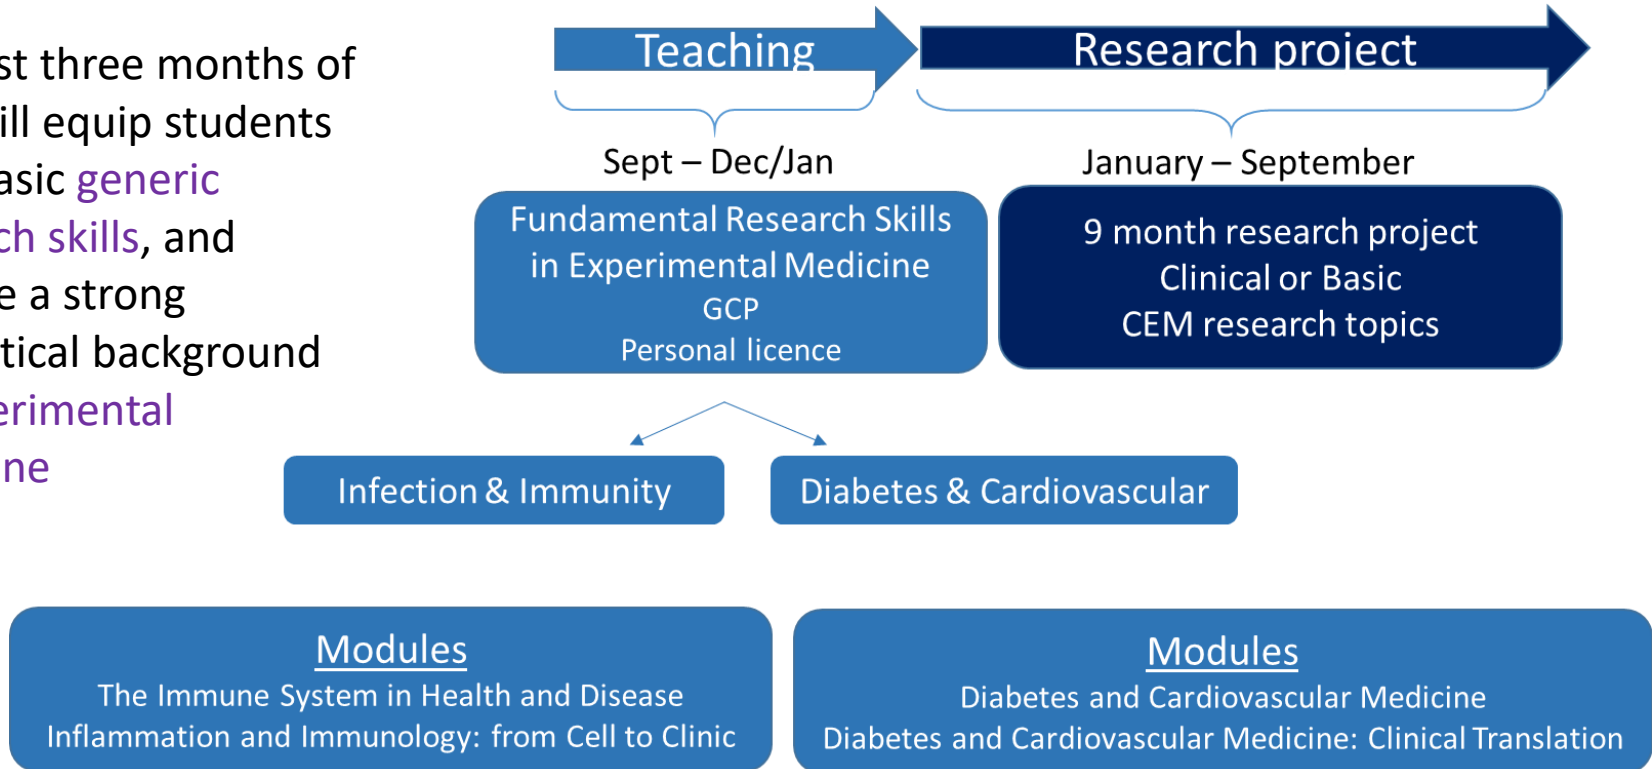 st three months of
ill equip students
asic generic
ch skills, and
e a strong
tical background
erimental
ne
Teaching
Research project
Sept – Dec/Jan
January – September
Fundamental Research Skills
in Experimental Medicine
GCP
Personal licence
9 month research project
Clinical or Basic
CEM research topics
Infection & Immunity
Diabetes & Cardiovascular
Modules
The Immune System in Health and Disease
Inflammation and Immunology: from Cell to Clinic
Modules
Diabetes and Cardiovascular Medicine
Diabetes and Cardiovascular Medicine: Clinical Translation